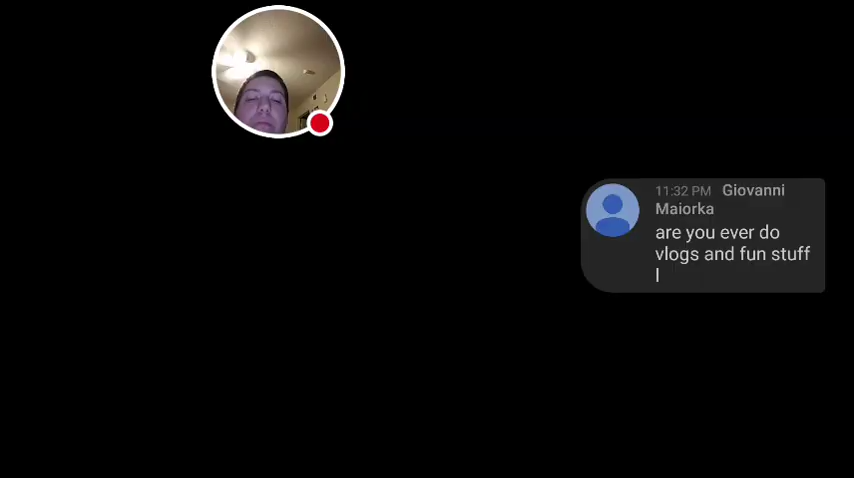 11:32 PM Giovanni
Maiorka
are you ever do
vlogs and fun stuff
I